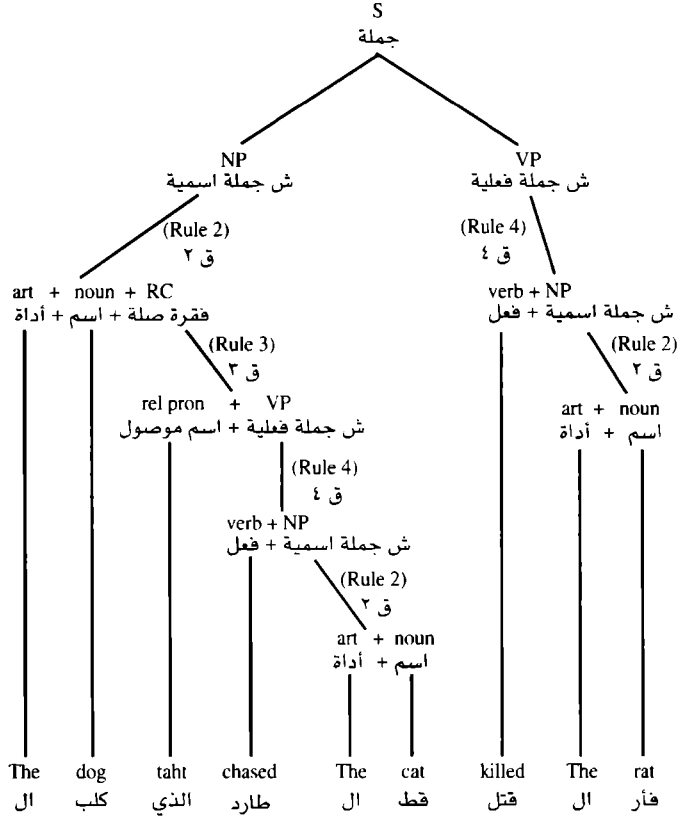 S
جملة
NP VP
ش جملة اسمية ش جملة فعلية
(Rule 2) (Rule 4)
ق ٢ ق ٤
art + noun + RC verb + NP
فقرة صلة + اسم + أداة ش جملة اسمية + فعل
(Rule 3) (Rule 2)
ق ٣ ق ٢
rel pron + VP art + noun
ش جملة فعلية + اسم موصول اسم + أداة
(Rule 4)
ق ٤
verb + NP
ش جملة اسمية + فعل
(Rule 2)
ق ٢
art + noun
اسم + أداة
The dog taht chased The cat killed The rat
ال كلب الذي طارد ال قط قتل ال فأر